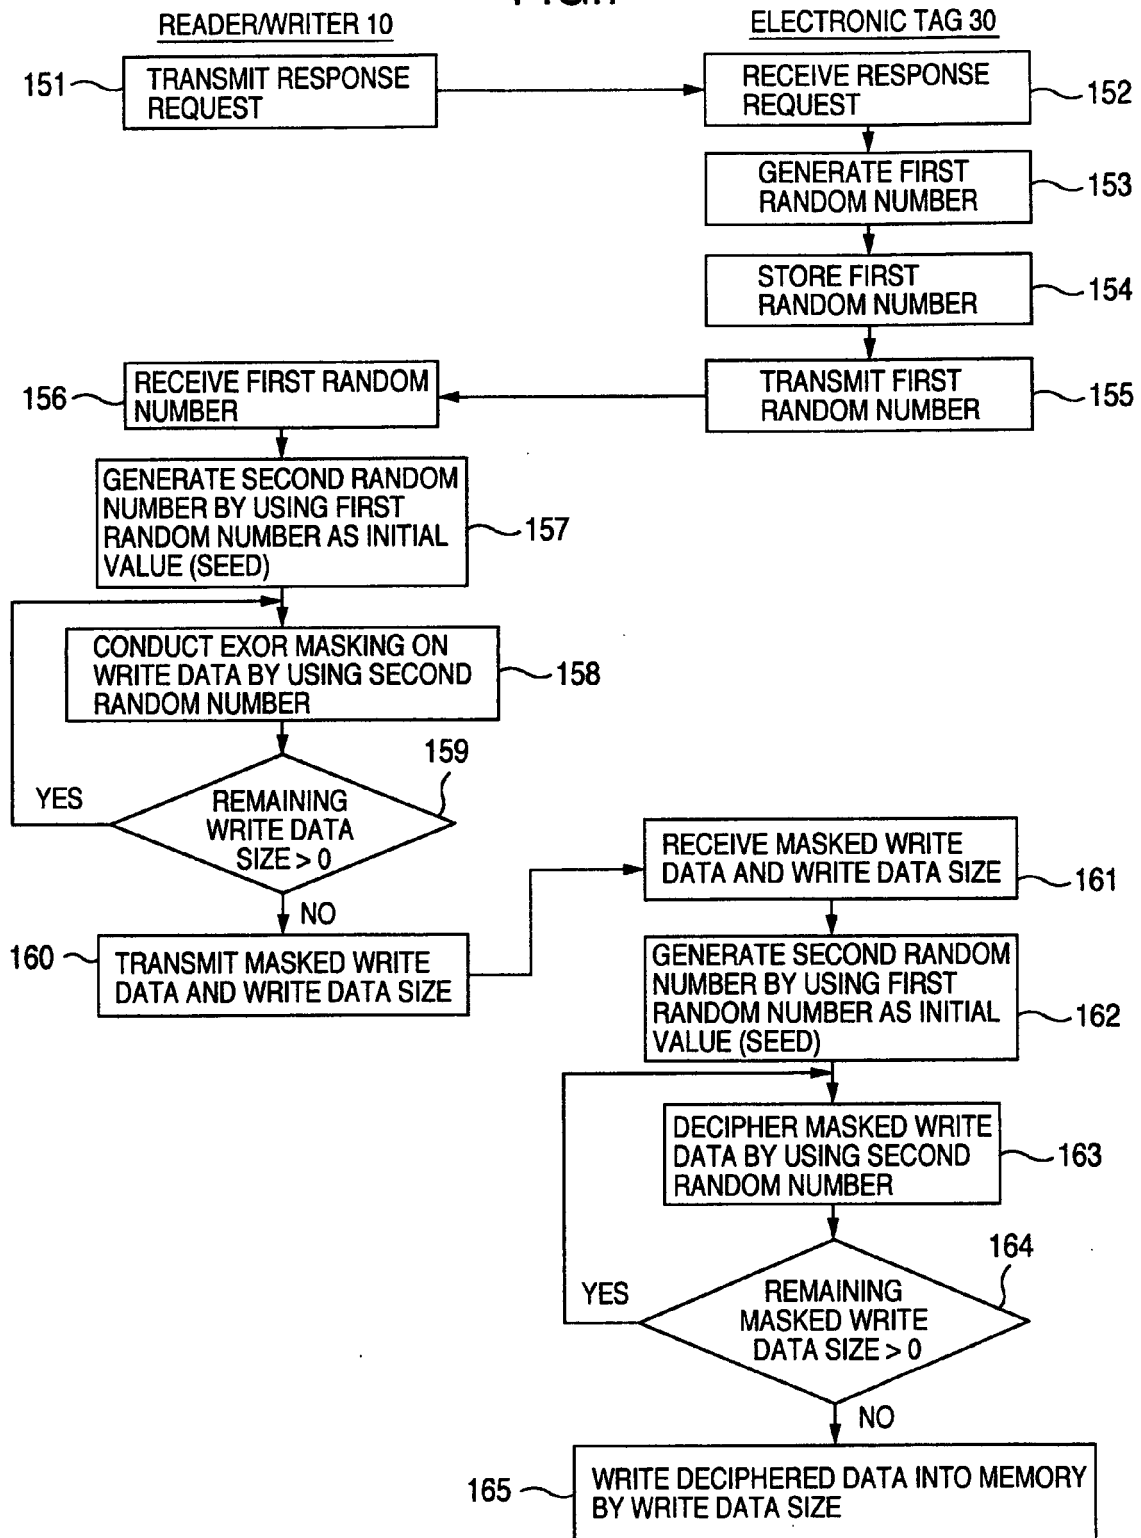 READER/WRITER 10
ELECTRONIC TAG 30
151
TRANSMIT RESPONSE
REQUEST
RECEIVE RESPONSE
REQUEST
152
GENERATE FIRST
RANDOM NUMBER
153
STORE FIRST
RANDOM NUMBER
154
TRANSMIT FIRST
RANDOM NUMBER
155
156
RECEIVE FIRST RANDOM
NUMBER
GENERATE SECOND RANDOM
NUMBER BY USING FIRST
RANDOM NUMBER AS INITIAL
VALUE (SEED)
157
CONDUCT EXOR MASKING ON
WRITE DATA BY USING SECOND
RANDOM NUMBER
158
159
YES
REMAINING
WRITE DATA
SIZE > 0
NO
160
TRANSMIT MASKED WRITE
DATA AND WRITE DATA SIZE
RECEIVE MASKED WRITE
DATA AND WRITE DATA SIZE
161
GENERATE SECOND RANDOM
NUMBER BY USING FIRST
RANDOM NUMBER AS INITIAL
VALUE (SEED)
162
DECIPHER MASKED WRITE
DATA BY USING SECOND
RANDOM NUMBER
163
164
YES
REMAINING
MASKED WRITE
DATA SIZE > 0
NO
165
WRITE DECIPHERED DATA INTO MEMORY
BY WRITE DATA SIZE